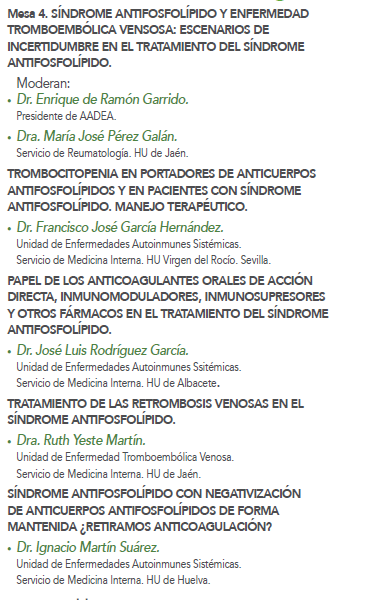 Mesa 4. SÍNDROME ANTIFOSFOLÍPIDO Y ENFERMEDAD
TROMBOEMBÓLICA VENSOSA: ESCENARIOS DE
INCERTIDUMBRE EN EL TRATAMIENTO DEL SÍNDROME
ANTIFOSFOLÍPIDO.
Moderan:
• Dr. Enrique de Ramón Garrido.
Presidente de AADEA.
• Dra. María José Pérez Galán.
Servicio de Reumatología. HU de Jaén.
TROMBOCITOPENIA EN PORTADORES DE ANTICUERPOS
ANTIFOSFOLÍPIDOS Y EN PACIENTES CON SÍNDROME
ANTIFOSFOLÍPIDO. MANEJO TERAPÉUTICO.
• Dr. Francisco José García Hernández.
Unidad de Enfermedades Autoinmunes Sistémicas.
Servicio de Medicina Interna. HU Virgen del Rocío. Sevilla.
PAPEL DE LOS ANTICOAGULANTES ORALES DE ACCIÓN
DIRECTA, INMUNOMODULADORES, INMUNOSUPRESORES
Y OTROS FÁRMACOS EN EL TRATAMIENTO DEL SÍNDROME
ANTIFOSFOLÍPIDO.
• Dr. José Luis Rodríguez García.
Unidad de Enfermedades Autoinmunes Ssitémicas.
Servicio de Medicina Interna. HU de Albacete.
TRATAMIENTO DE LAS RETROMBOSIS VENOSAS EN EL
SÍNDROME ANTIFOSFOLÍPIDO.
• Dra. Ruth Yeste Martín.
Unidad de Enfermedad Tromboembólica Venosa.
Servicio de Medicina Interna. HU de Jaén.
SÍNDROME ANTIFOSFOLÍPIDO CON NEGATIVIZACIÓN
DE ANTICUERPOS ANTIFOSFOLÍPIDOS DE FORMA
MANTENIDA ¿RETIRAMOS ANTICOAGULACIÓN?
• Dr. Ignacio Martín Suárez.
Unidad de Enfermedades Autoinmunes Sistémicas.
Servicio de Medicina Interna. HU de Huelva.